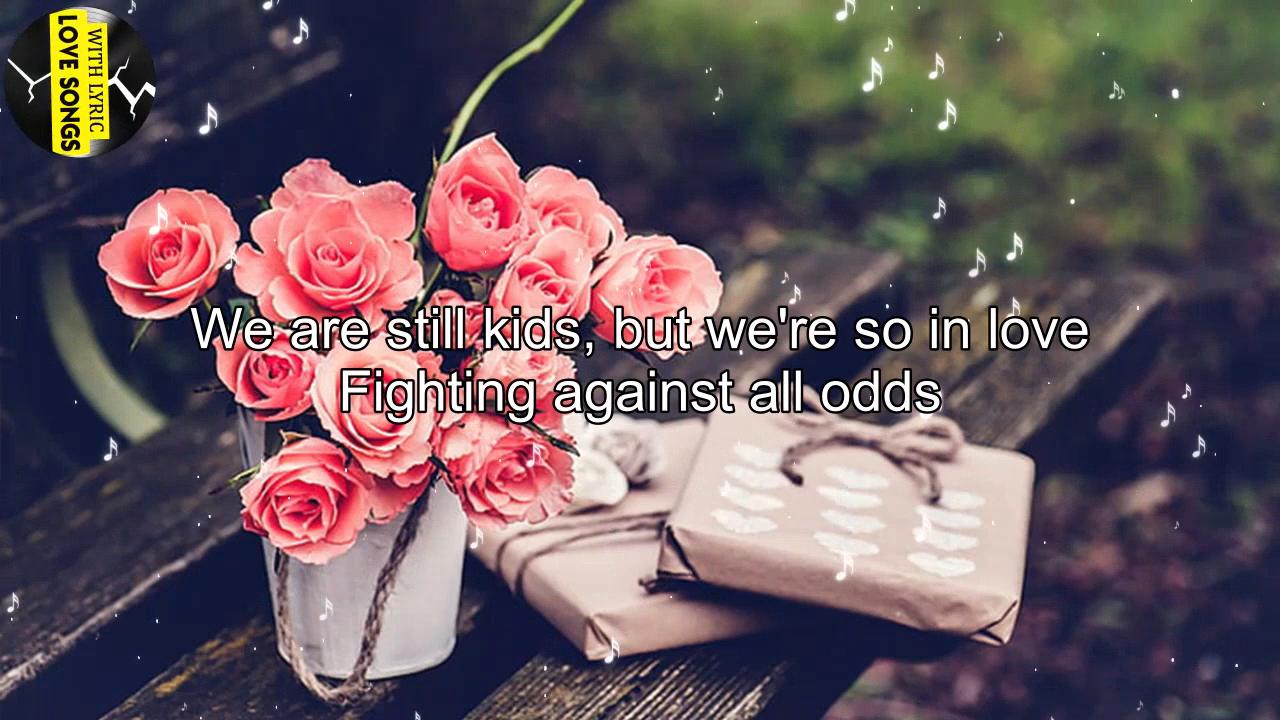 LOVE SONGS
WITH LYRIC
We are still kids, but we're so in love
Fighting against all odds